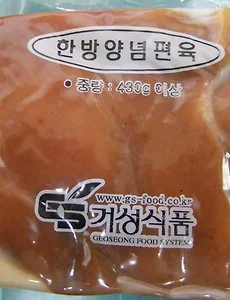 한방양념편육
• 중량 : 430g 이상
www.gs-food.co.kr
GS 거성식품
GEOSEONG FOOD SYSTEM